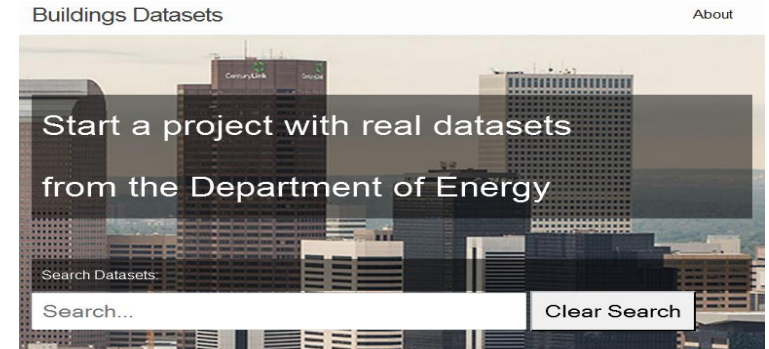 Buildings Datasets
About
CenturyLink
Start a project with real datasets
from the Department of Energy
Search Datasets:
Search...
Clear Search